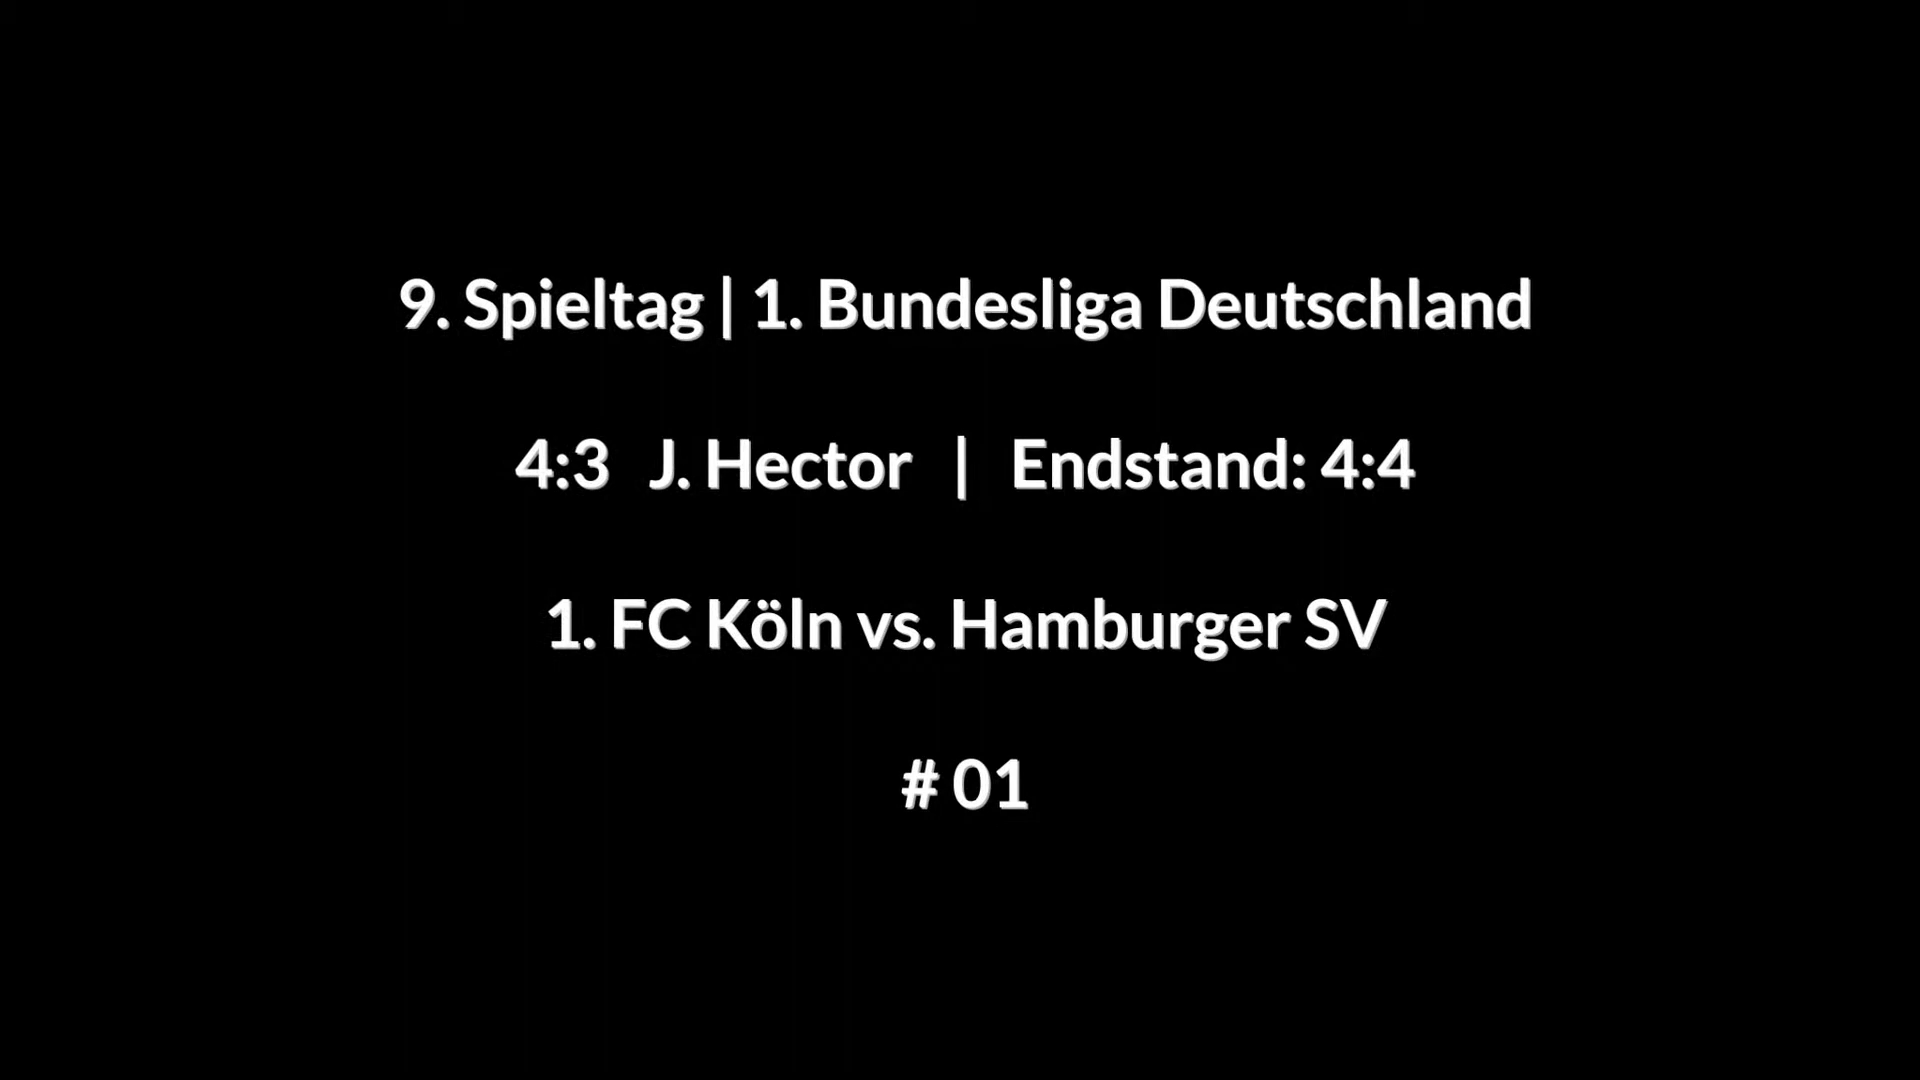 9. Spieltag | 1. Bundesliga Deutschland
4:3 J. Hector | Endstand: 4:4
1. FC Köln vs. Hamburger SV
# 01